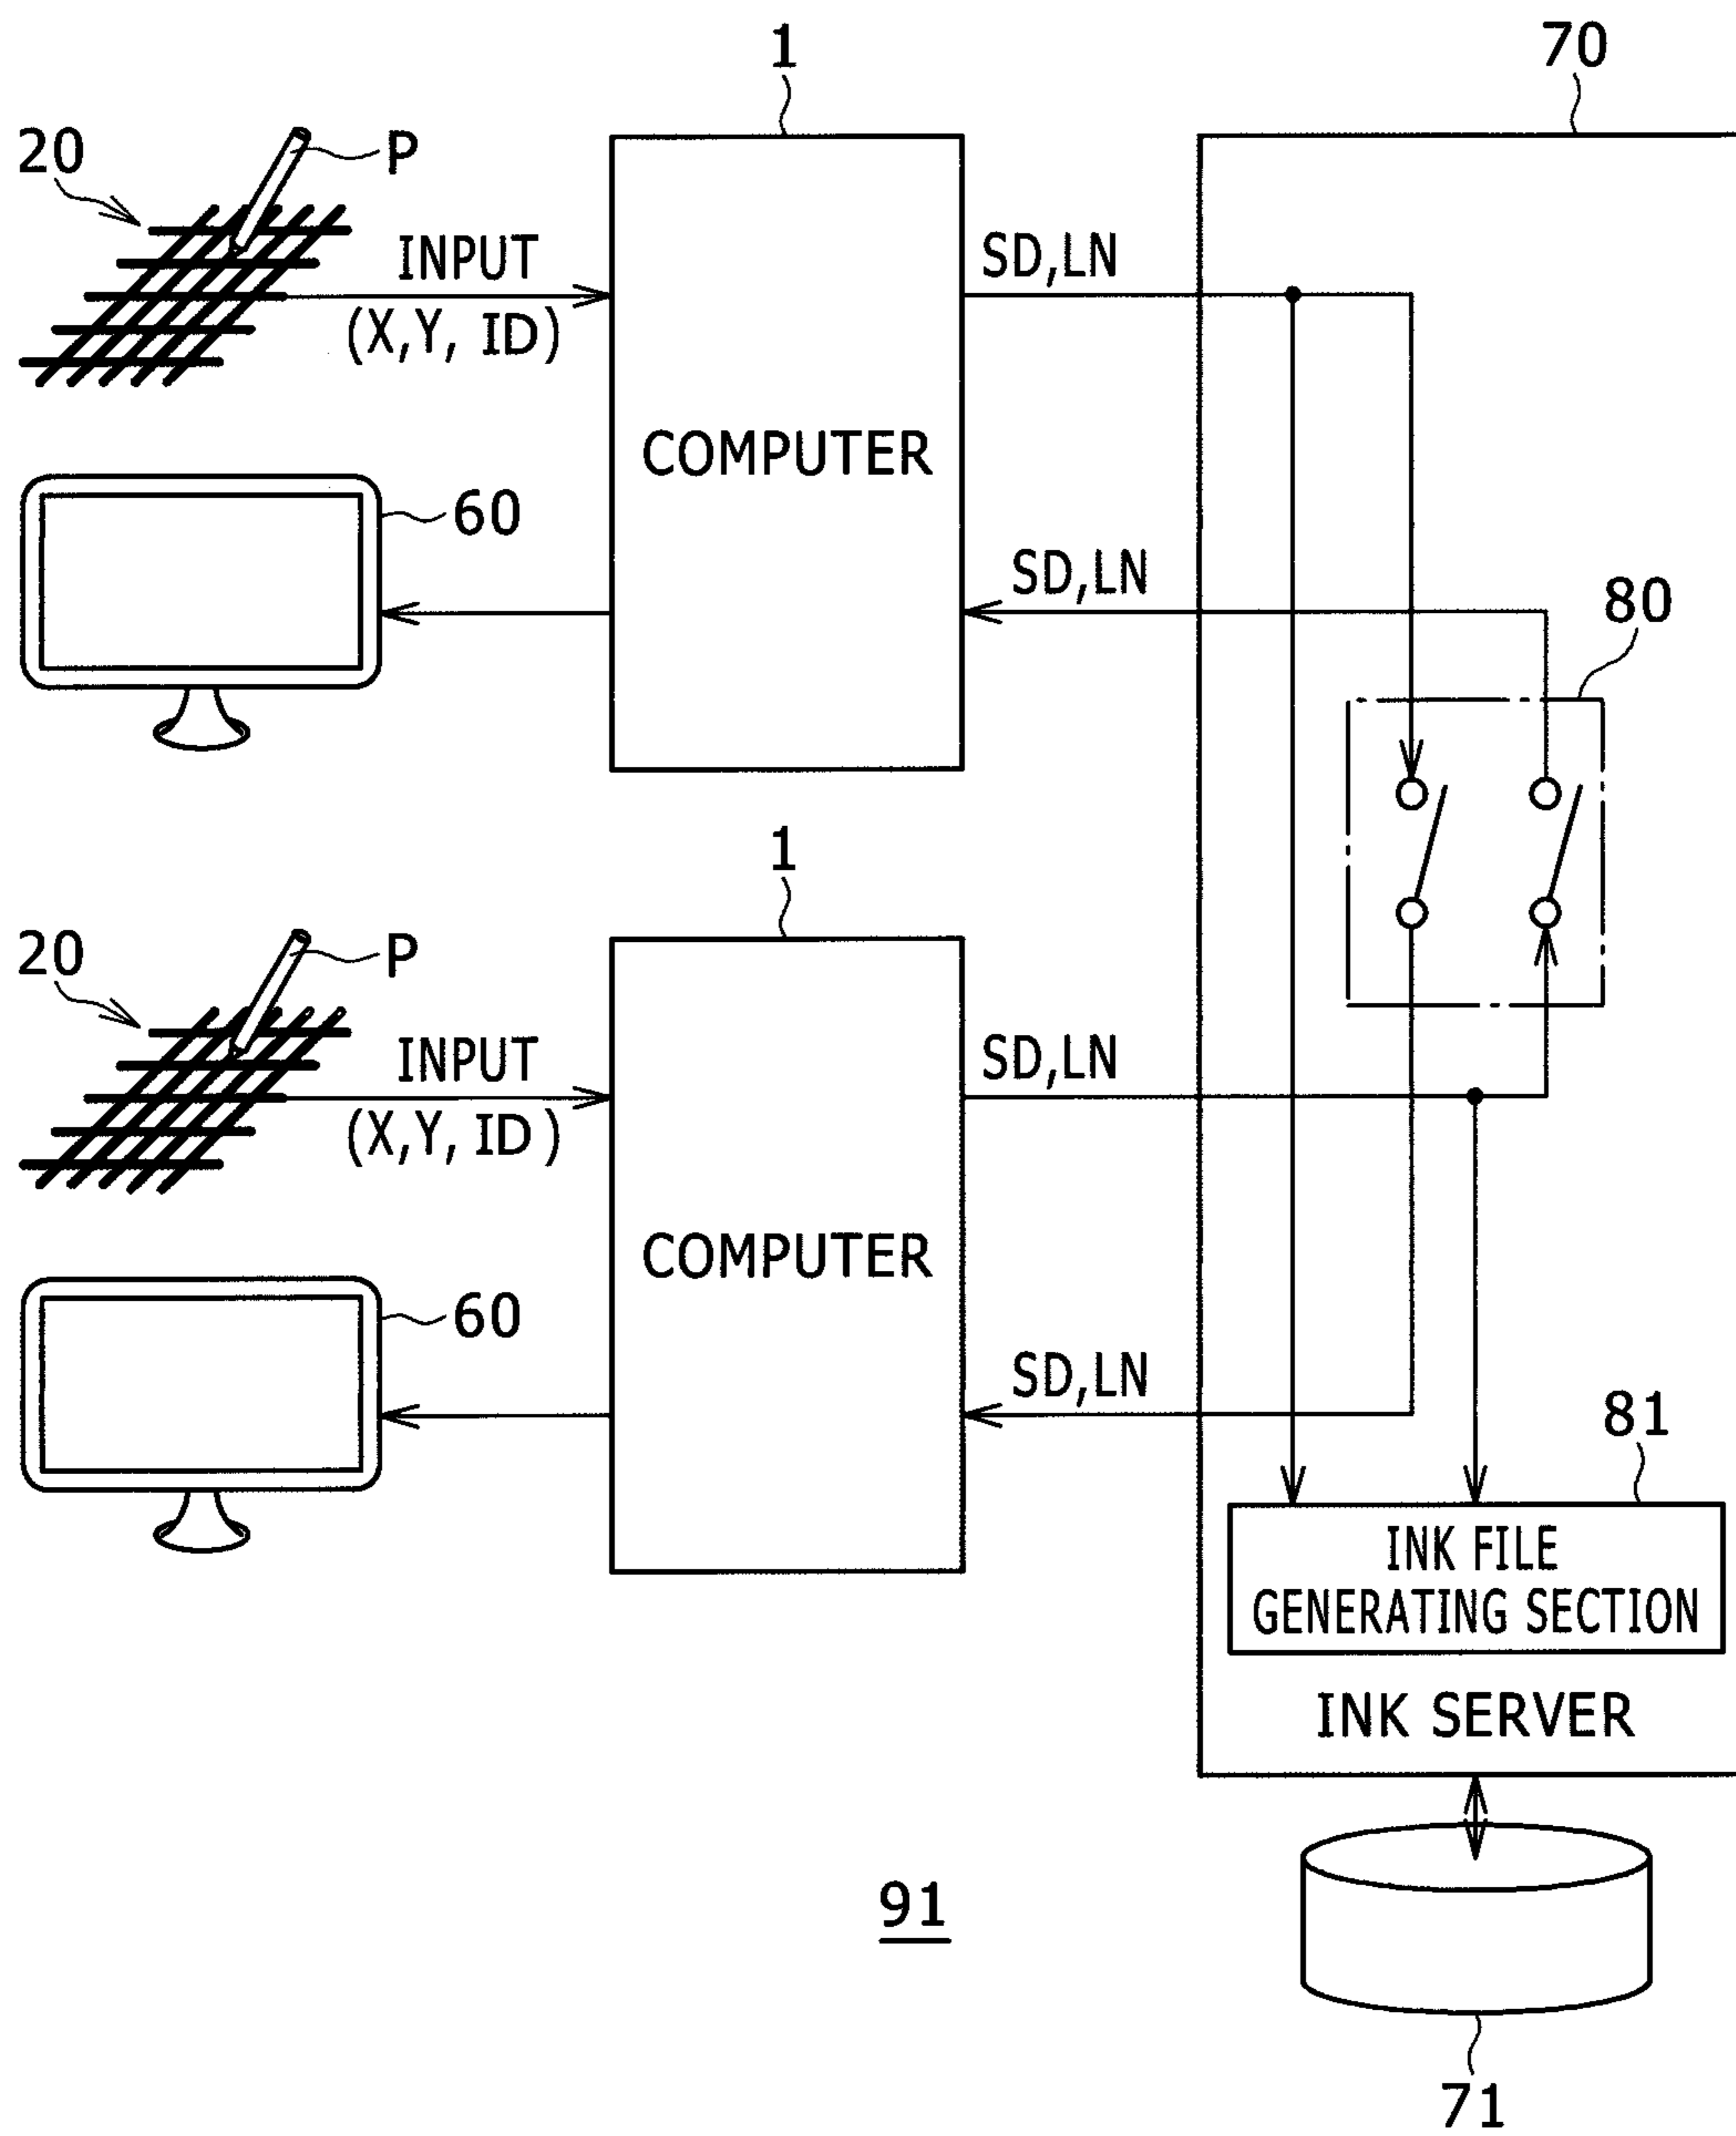 1
70
20
P
INPUT
(X,Y, ID)
SD,LN
COMPUTER
60
SD,LN
80
1
20
P
INPUT
(X,Y, ID)
SD,LN
COMPUTER
60
SD,LN
81
INK FILE
GENERATING SECTION
INK SERVER
91
71